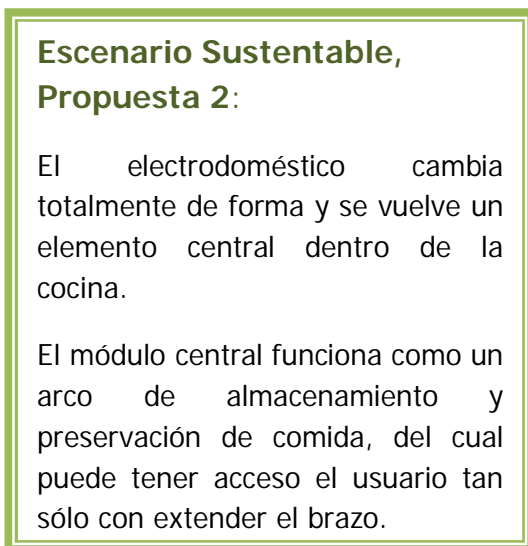 Escenario Sustentable,
Propuesta 2:
El electrodoméstico cambia
totalmente de forma y se vuelve un
elemento central dentro de la
cocina.
El módulo central funciona como un
arco de almacenamiento y
preservación de comida, del cual
puede tener acceso el usuario tan
sólo con extender el brazo.